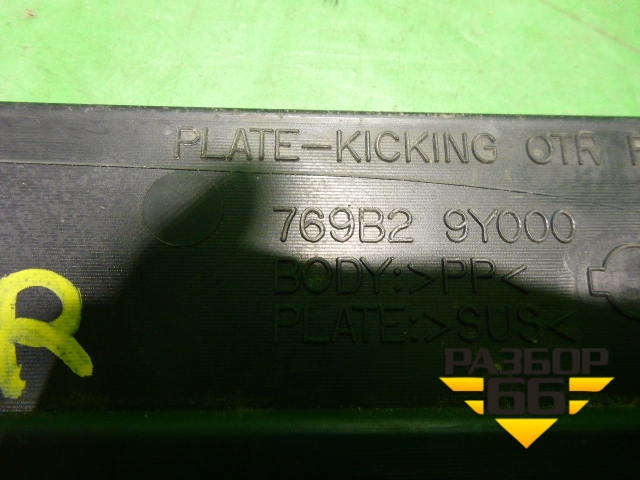 PLATE-KICKING OTR
769B2 9Y000
BODY:>PP<
PLATE:>SUS<
R
РАЗБОР
66